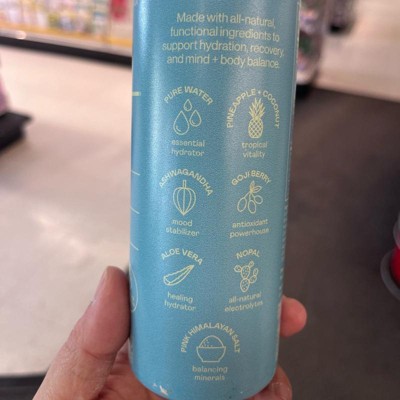 Made with all-natural,
functional ingredients to
support hydration, recovery,
and mind + body balance.
PURE WATER
essential
hydrator
PINEAPPLE + COCONUT
tropical
vitality
ASHWAGANDHA
mood
stabilizer
GOJI BERRY
antioxidant
powerhouse
ALOE VERA
healing
hydrator
NOPAL
all-natural
electrolytes
PINK HIMALAYAN SALT
balancing
minerals